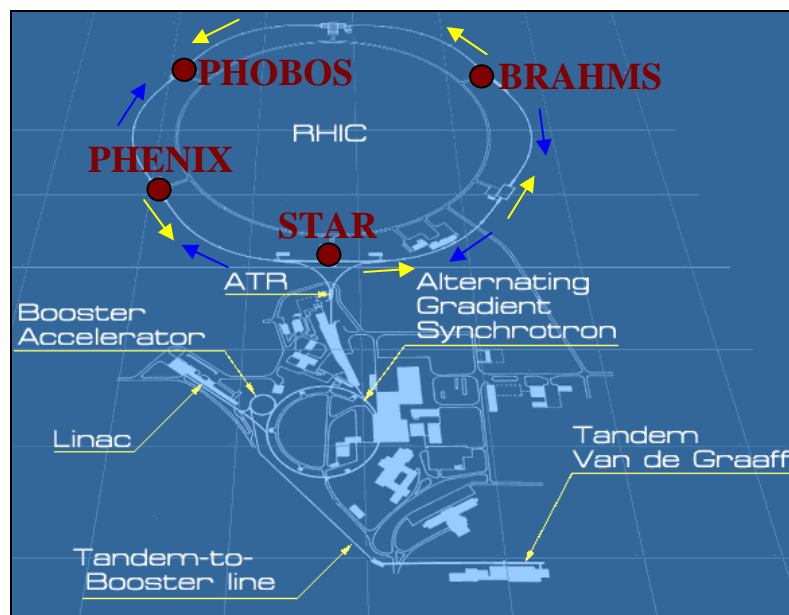 PHOBOS
BRAHMS
RHIC
PHENIX
STAR
ATR
Alternating
Gradient
Synchrotron
Booster
Accelerator
Linac
Tandem
Van de Graaff
Tandem-to-
Booster line